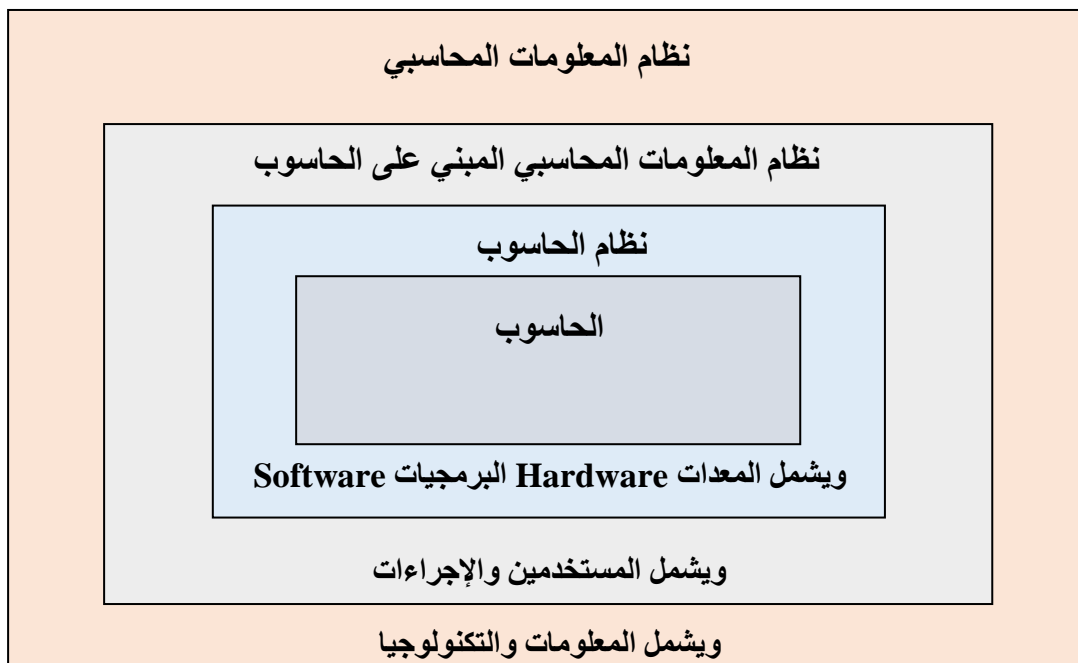 نظام المعلومات المحاسبي
نظام المعلومات المحاسبي المبني على الحاسوب
نظام الحاسوب
الحاسوب
ويشمل المعدات Hardware البرمجيات Software
ويشمل المستخدمين والإجراءات
ويشمل المعلومات والتكنولوجيا